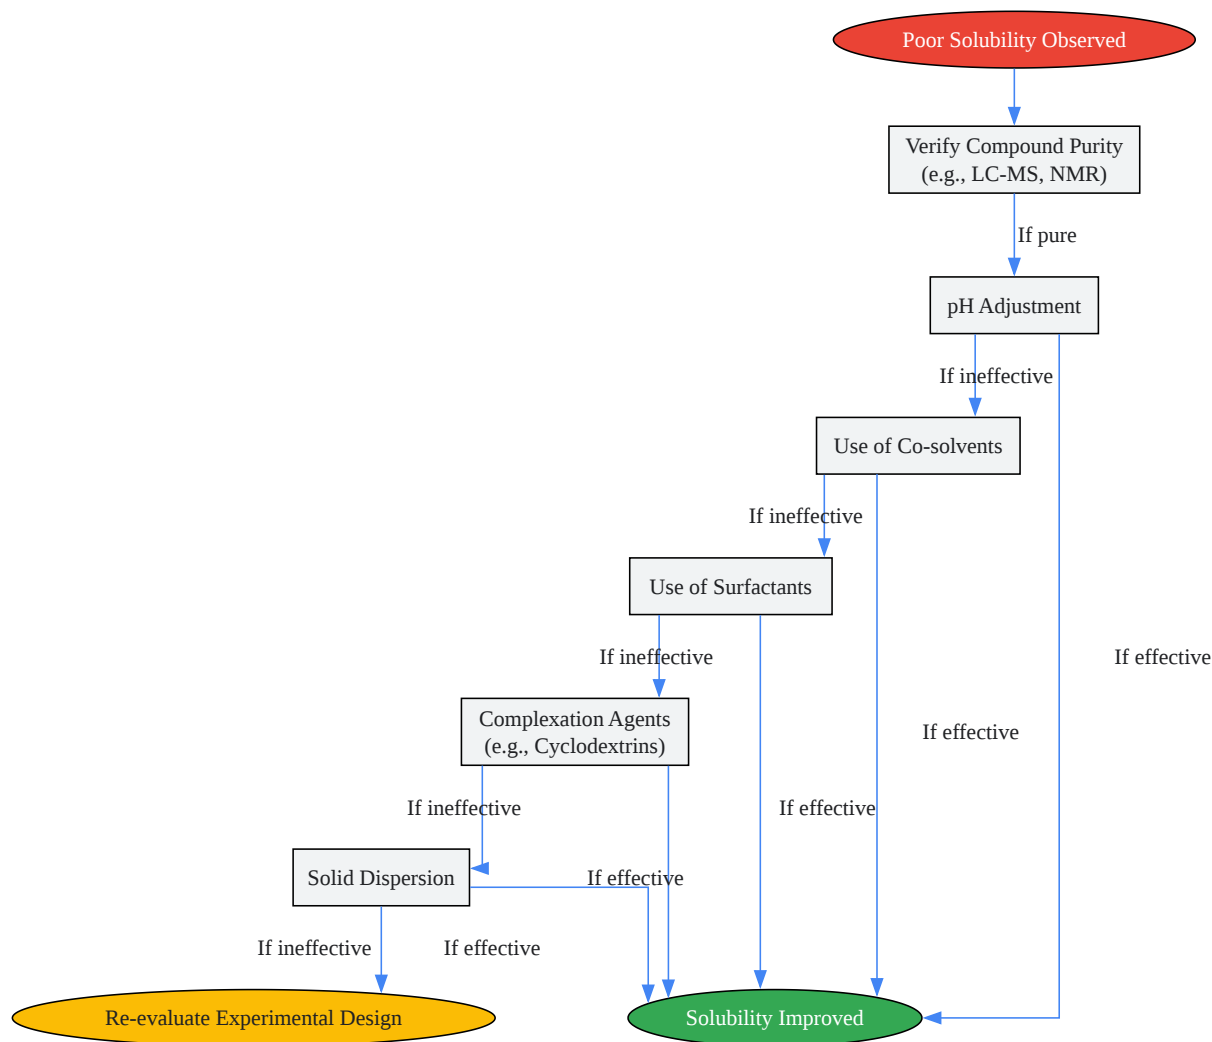 Poor Solubility Observed
Verify Compound Purity
(e.g., LC-MS, NMR)
If pure
pH Adjustment
If ineffective
Use of Co-solvents
If ineffective
Use of Surfactants
If ineffective
If effective
Complexation Agents
(e.g., Cyclodextrins)
If effective
If ineffective
If effective
Solid Dispersion
If effective
If ineffective
If effective
Re-evaluate Experimental Design
Solubility Improved